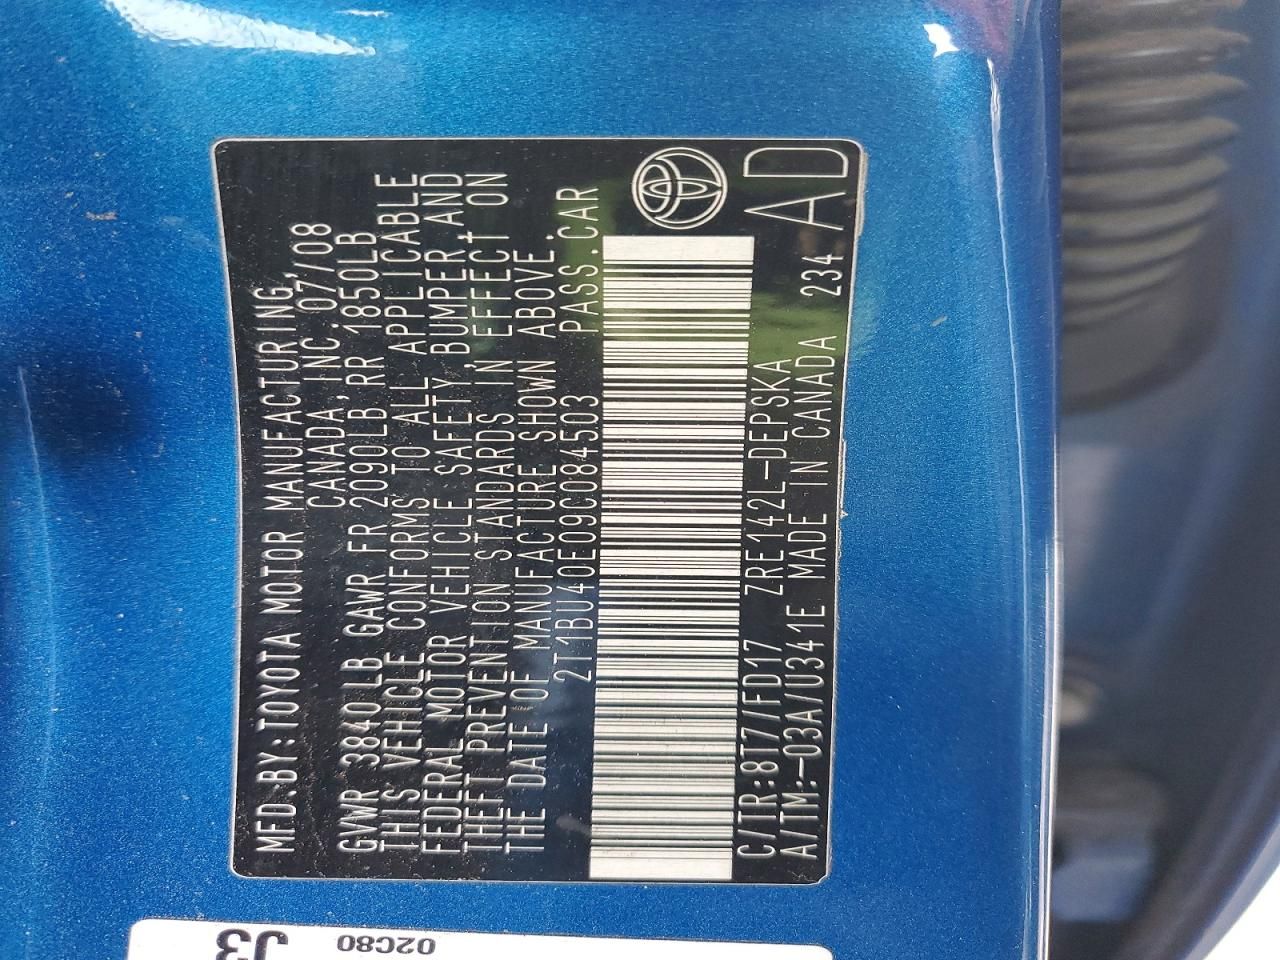 MFD.BY:TOYOTA MOTOR MANUFACTURING,
CANADA,INC. 07/08
GVWR 3840LB GAWR FR 2090LB RR 1850LB
THIS VEHICLE CONFORMS TO ALL APPLICABLE
FEDERAL MOTOR VEHICLE SAFETY,BUMPER,AND
THEFT PREVENTION STANDARDS IN EFFECT ON
THE DATE OF MANUFACTURE SHOWN ABOVE.
2T1BU40E09C084503 PASS.CAR
C/TR:8T7/FD17 ZRE142L-DEPSKA
A/TM:-03A/U341E MADE IN CANADA 234 AD
J3
02C80